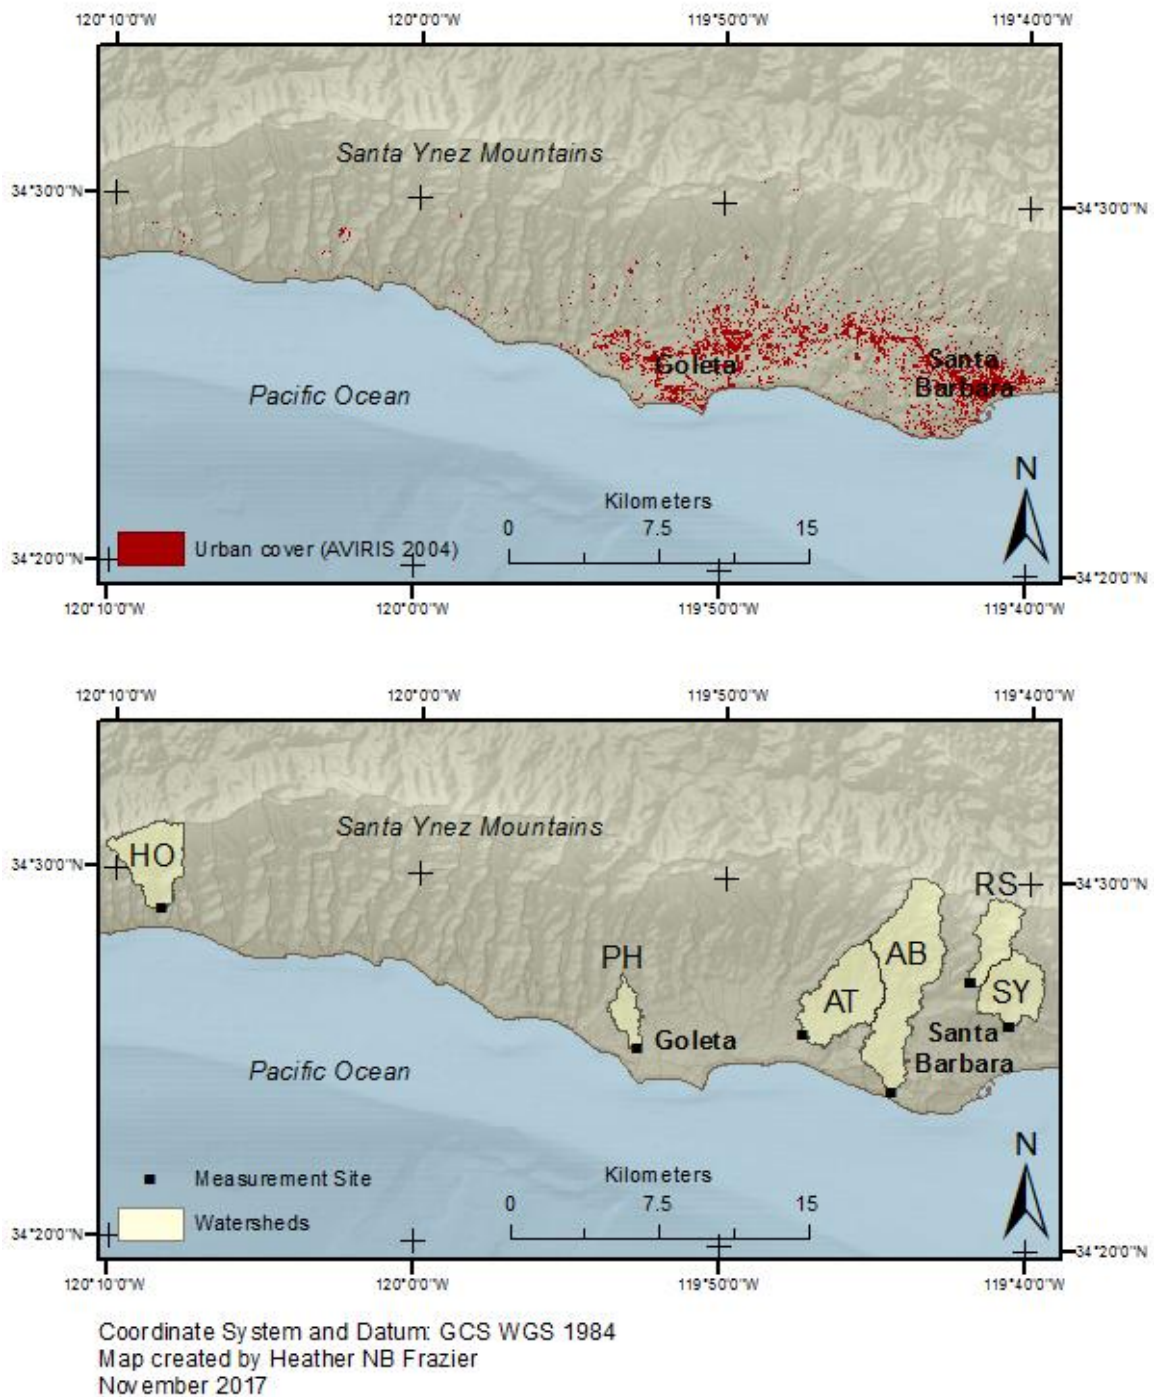 120°10'0"W 120°0'0"W 119°50'0"W 119°40'0"W
Santa Ynez Mountains
34°30'0"N 34°30'0"N
Goleta
Santa
Barbara
Pacific Ocean
N
Kilometers
0 7.5 15
Urban cover (AVIRIS 2004)
34°20'0"N 34°20'0"N
120°10'0"W 120°0'0"W 119°50'0"W 119°40'0"W
120°10'0"W 120°0'0"W 119°50'0"W 119°40'0"W
Santa Ynez Mountains
HO
34°30'0"N RS 34°30'0"N
PH AB
AT SY
Goleta Santa
Barbara
Pacific Ocean
N
Measurement Site
Kilometers
0 7.5 15
Watersheds
34°20'0"N 34°20'0"N
120°10'0"W 120°0'0"W 119°50'0"W 119°40'0"W
Coordinate System and Datum: GCS WGS 1984
Map created by Heather NB Frazier
November 2017